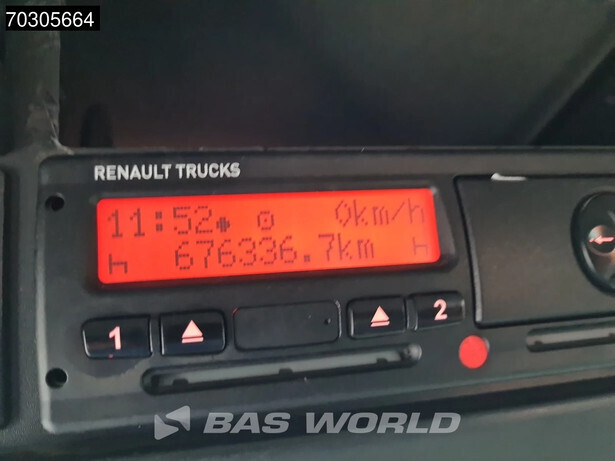 70305664
RENAULT TRUCKS
11:52 0km/h
676336.7km
1 2
BAS WORLD